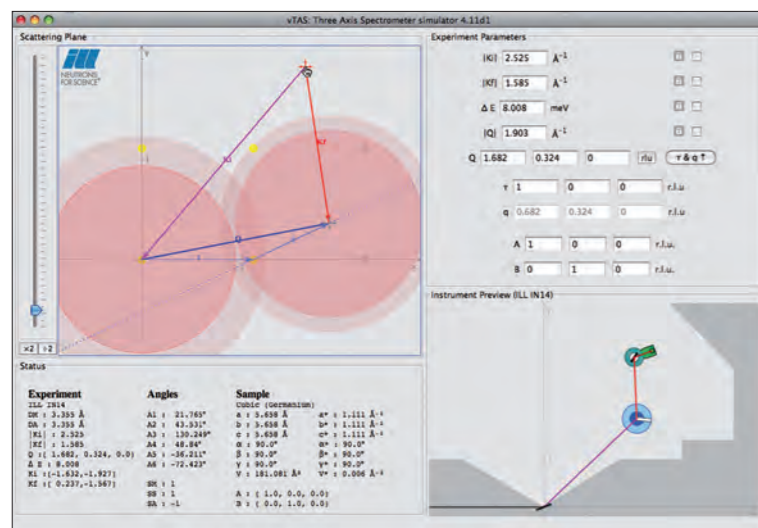 vTAS: Three Axis Spectrometer simulator 4.11d1
Scattering Plane
NEUTRONS
FOR SCIENCE
Ki
Kf
Q
×2 ÷2
Experiment Parameters
|Ki| 2.525 Å⁻¹
|Kf| 1.585 Å⁻¹
Δ E 8.008 meV
|Q| 1.903 Å⁻¹
Q 1.682 0.324 0 rlu τ & q ↑
τ 1 0 0 r.l.u
q 0.682 0.324 0 r.l.u
A 1 0 0 r.l.u.
B 0 1 0 r.l.u.
Instrument Preview (ILL IN14)
Status
Experiment
ILL IN14
DM : 3.355 Å
DA : 3.355 Å
|Ki| : 2.525
|Kf| : 1.585
Q : ( 1.682, 0.324, 0.0)
Δ E : 8.008
Ki :(-1.632,-1.927)
Kf :( 0.237,-1.567)
Angles
A1 : 21.765°
A2 : 43.531°
A3 : 130.249°
A4 : 48.84°
A5 : -36.211°
A6 : -72.423°
SM : 1
SS : 1
SA : -1
Sample
Cubic (Germanium)
a : 5.658 Å a* : 1.111 Å⁻¹
b : 5.658 Å b* : 1.111 Å⁻¹
c : 5.658 Å c* : 1.111 Å⁻¹
α : 90.0° α* : 90.0°
β : 90.0° β* : 90.0°
γ : 90.0° γ* : 90.0°
V : 181.081 Å³ V* : 0.006 Å⁻³
A : ( 1.0, 0.0, 0.0)
B : ( 0.0, 1.0, 0.0)